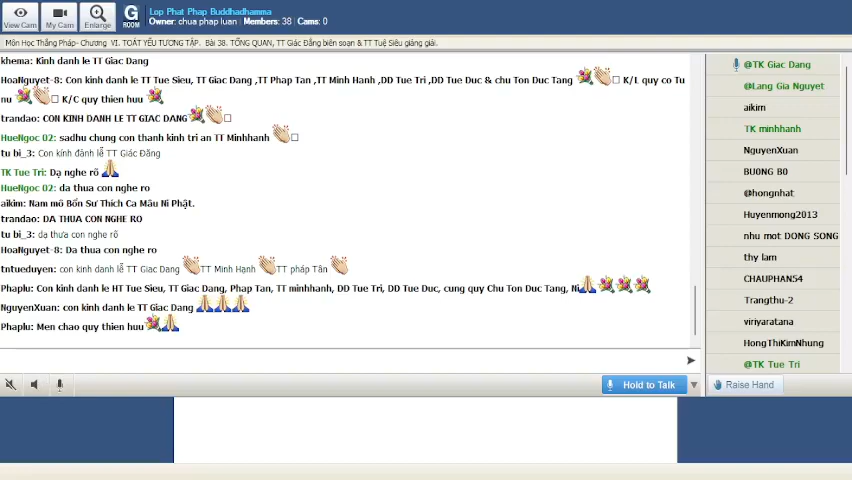 Lop Phat Phap Buddhadhamma
Owner: chua phap luan Members: 38 Cams: 0
View Cam
My Cam
Enlarge
G ROOM
Môn Học Thắng Pháp- Chương VI. TOÁT YẾU TƯƠNG TẬP. Bài 38. TỔNG QUAN, TT Giác Đẳng biên soạn & TT Tuệ Siêu giảng giải.
khema: Kinh danh le TT Giac Dang
HoaNguyet-8: Con kinh danh le TT Tue Sieu, TT Giac Dang ,TT Phap Tan ,TT Minh Hanh ,DD Tue Tri ,DD Tue Duc & chu Ton Duc Tang K/L quy co Tu
nu K/C quy thien huu
trandao: CON KINH DANH LE TT GIAC DANG
HueNgoc 02: sadhu chung con thanh kinh tri an TT Minhhanh
tu bi_3: Con kính đảnh lễ TT Giác Đăng
TK Tue Tri: Dạ nghe rõ
HueNgoc 02: da thua con nghe ro
aikim: Nam mô Bổn Sư Thích Ca Mâu Ni Phật.
trandao: DA THUA CON NGHE RO
tu bi_3: dạ thưa con nghe rõ
HoaNguyet-8: Da thua con nghe ro
tntueduyen: con kinh danh lễ TT Giac Dang TT Minh Hạnh TT pháp Tân
Phaplu: Con kinh danh le HT Tue Sieu, TT Giac Dang, Phap Tan, TT minhhanh, DD Tue Tri, DD Tue Duc, cung quy Chu Ton Duc Tang, Ni
NguyenXuan: con kinh danh le TT Giac Dang
Phaplu: Men chao quy thien huu
Hold to Talk
@TK Giac Dang
@Lang Gia Nguyet
aikim
TK minhhanh
NguyenXuan
BUONG B0
@hongnhat
Huyenmong2013
nhu mot DONG SONG
thy lam
CHAUPHAN54
Trangthu-2
viriyaratana
HongThiKimNhung
@TK Tue Tri
Raise Hand